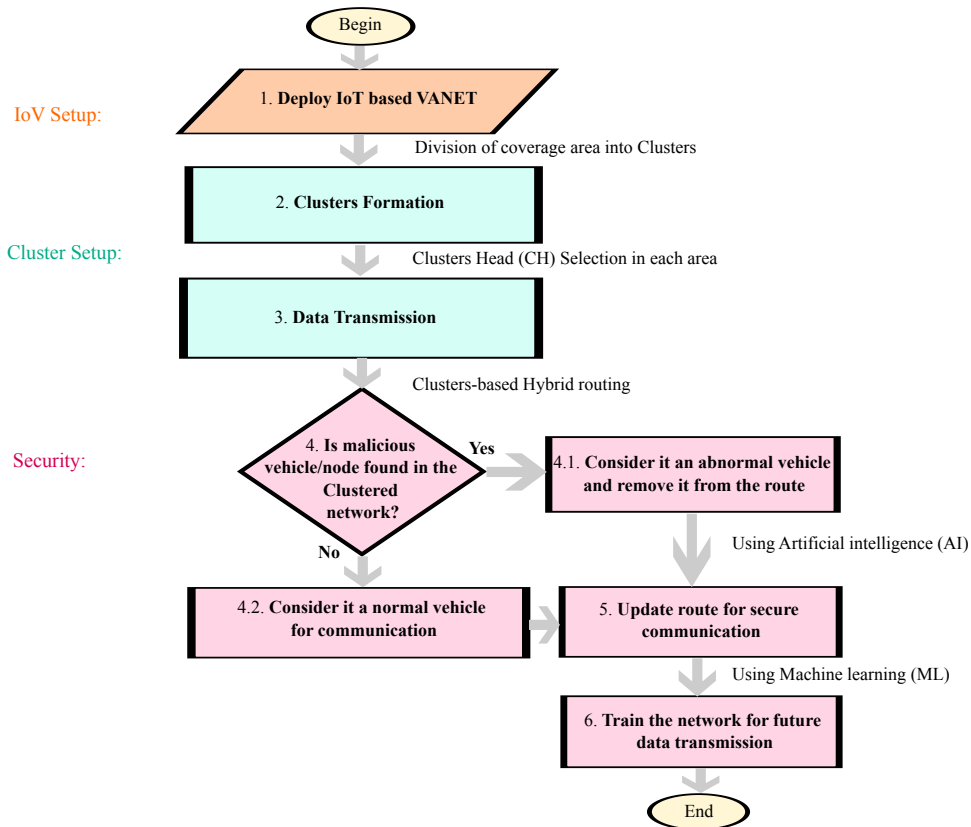 Begin
IoV Setup:
1. Deploy IoT based VANET
Division of coverage area into Clusters
2. Clusters Formation
Cluster Setup:
Clusters Head (CH) Selection in each area
3. Data Transmission
Clusters-based Hybrid routing
Security:
4. Is malicious
vehicle/node found in the
Clustered
network?
Yes
4.1. Consider it an abnormal vehicle
and remove it from the route
No
Using Artificial intelligence (AI)
4.2. Consider it a normal vehicle
for communication
5. Update route for secure
communication
Using Machine learning (ML)
6. Train the network for future
data transmission
End